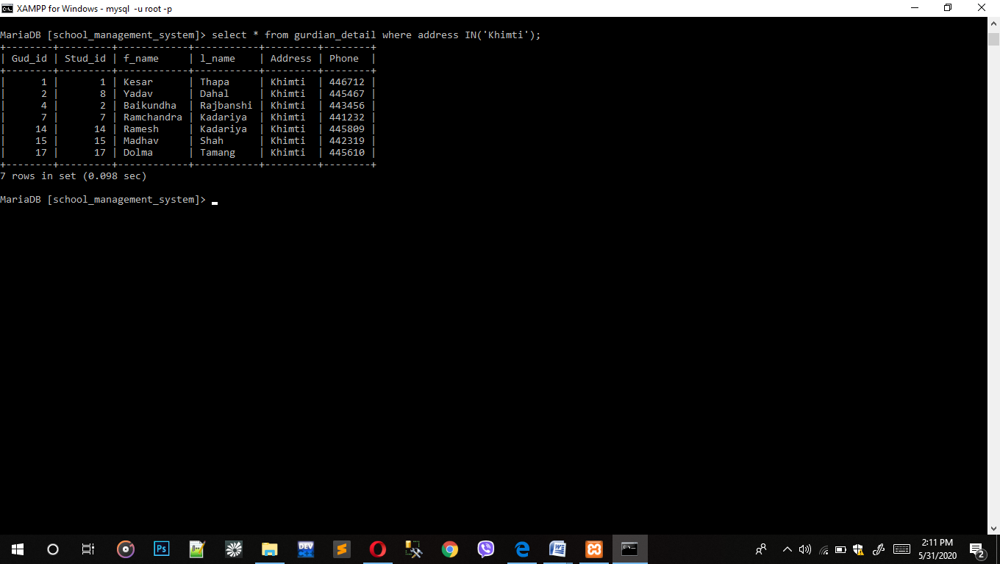 XAMPP for Windows - mysql -u root -p
MariaDB [school_management_system]> select * from gurdian_detail where address IN('Khimti');
+--------+---------+------------+-----------+---------+--------+
| Gud_id | Stud_id | f_name     | l_name    | Address | Phone  |
+--------+---------+------------+-----------+---------+--------+
|      1 |       1 | Kesar      | Thapa     | Khimti  | 446712 |
|      2 |       8 | Yadav      | Dahal     | Khimti  | 445467 |
|      4 |       2 | Baikundha  | Rajbanshi | Khimti  | 443456 |
|      7 |       7 | Ramchandra | Kadariya  | Khimti  | 441232 |
|     14 |      14 | Ramesh     | Kadariya  | Khimti  | 445809 |
|     15 |      15 | Madhav     | Shah      | Khimti  | 442319 |
|     17 |      17 | Dolma      | Tamang    | Khimti  | 445610 |
+--------+---------+------------+-----------+---------+--------+
7 rows in set (0.098 sec)
MariaDB [school_management_system]>
Ps
DEV
2:11 PM
5/31/2020
2